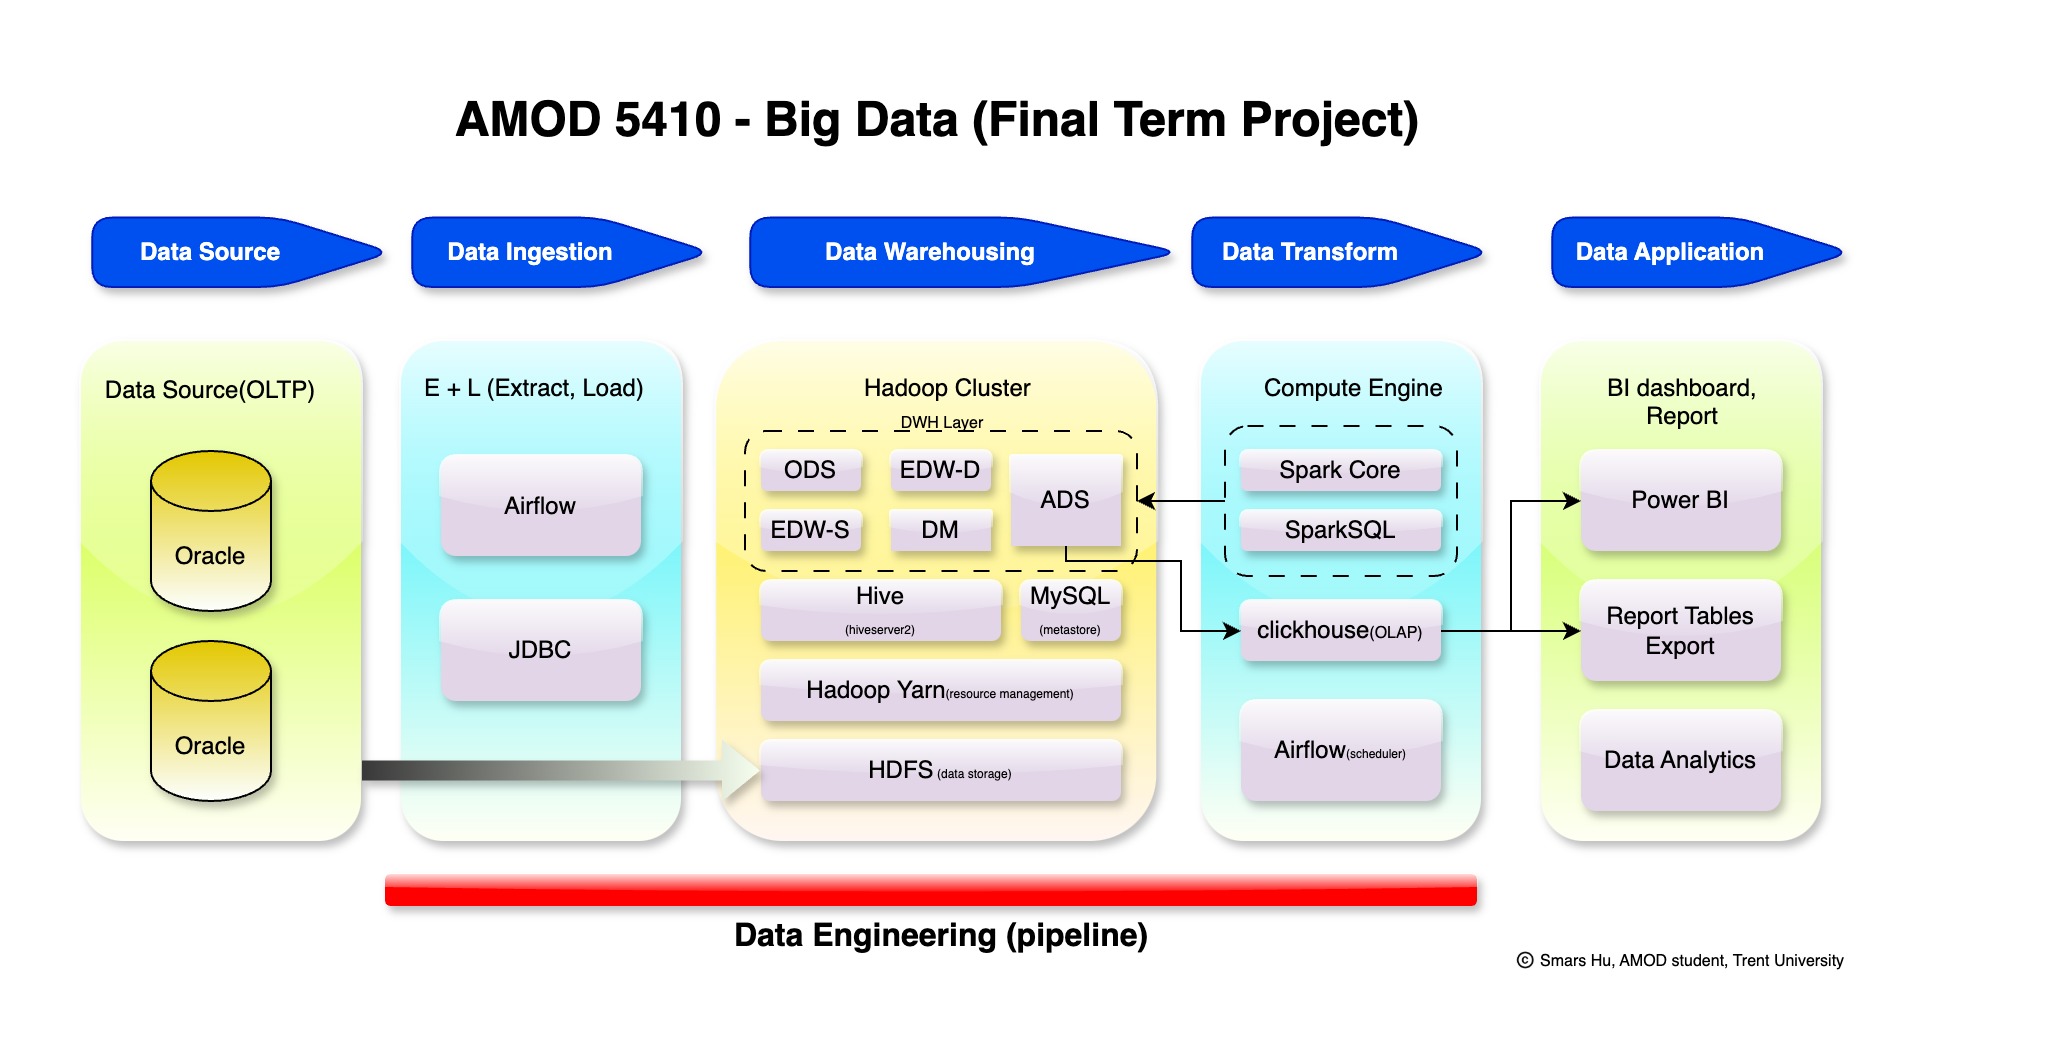 AMOD 5410 - Big Data (Final Term Project)
Data Source
Data Ingestion
Data Warehousing
Data Transform
Data Application
Data Source(OLTP)
Oracle
Oracle
E + L (Extract, Load)
Airflow
JDBC
Hadoop Cluster
DWH Layer
ODS
EDW-D
ADS
EDW-S
DM
Hive
(hiveserver2)
MySQL
(metastore)
Hadoop Yarn(resource management)
HDFS (data storage)
Compute Engine
Spark Core
SparkSQL
clickhouse(OLAP)
Airflow(scheduler)
BI dashboard,
Report
Power BI
Report Tables
Export
Data Analytics
Data Engineering (pipeline)
© Smars Hu, AMOD student, Trent University